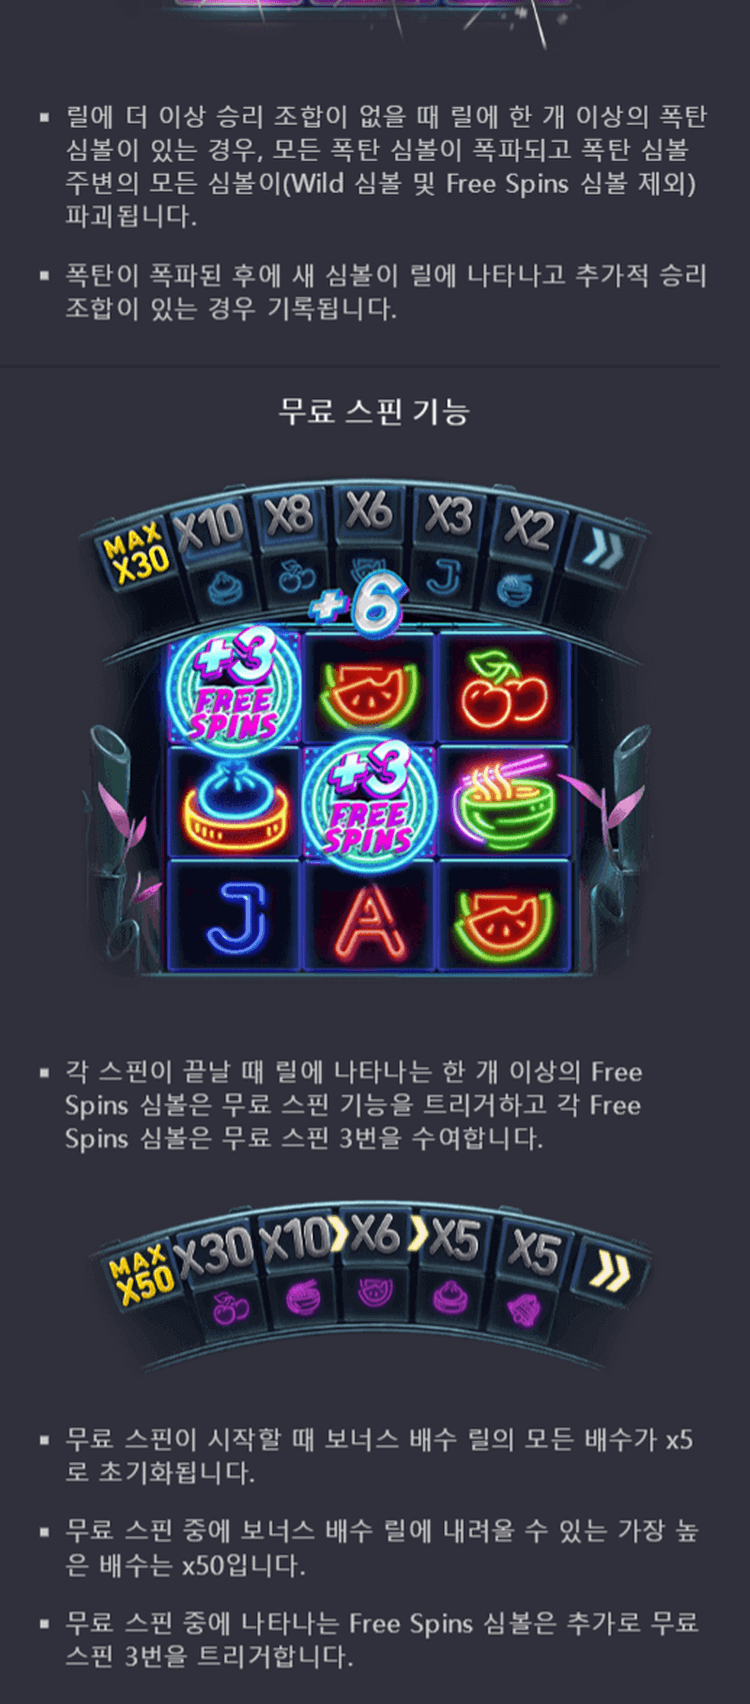 ▪ 릴에 더 이상 승리 조합이 없을 때 릴에 한 개 이상의 폭탄
심볼이 있는 경우, 모든 폭탄 심볼이 폭파되고 폭탄 심볼
주변의 모든 심볼이(Wild 심볼 및 Free Spins 심볼 제외)
파괴됩니다.
▪ 폭탄이 폭파된 후에 새 심볼이 릴에 나타나고 추가적 승리
조합이 있는 경우 기록됩니다.
무료 스핀 기능
MAX X30 X10 X8 X6 X3 X2
+6
+3 FREE SPINS
+3 FREE SPINS
J
J A
▪ 각 스핀이 끝날 때 릴에 나타나는 한 개 이상의 Free
Spins 심볼은 무료 스핀 기능을 트리거하고 각 Free
Spins 심볼은 무료 스핀 3번을 수여합니다.
MAX X50 X30 X10 X6 X5 X5
▪ 무료 스핀이 시작할 때 보너스 배수 릴의 모든 배수가 x5
로 초기화됩니다.
▪ 무료 스핀 중에 보너스 배수 릴에 내려올 수 있는 가장 높
은 배수는 x50입니다.
▪ 무료 스핀 중에 나타나는 Free Spins 심볼은 추가로 무료
스핀 3번을 트리거합니다.